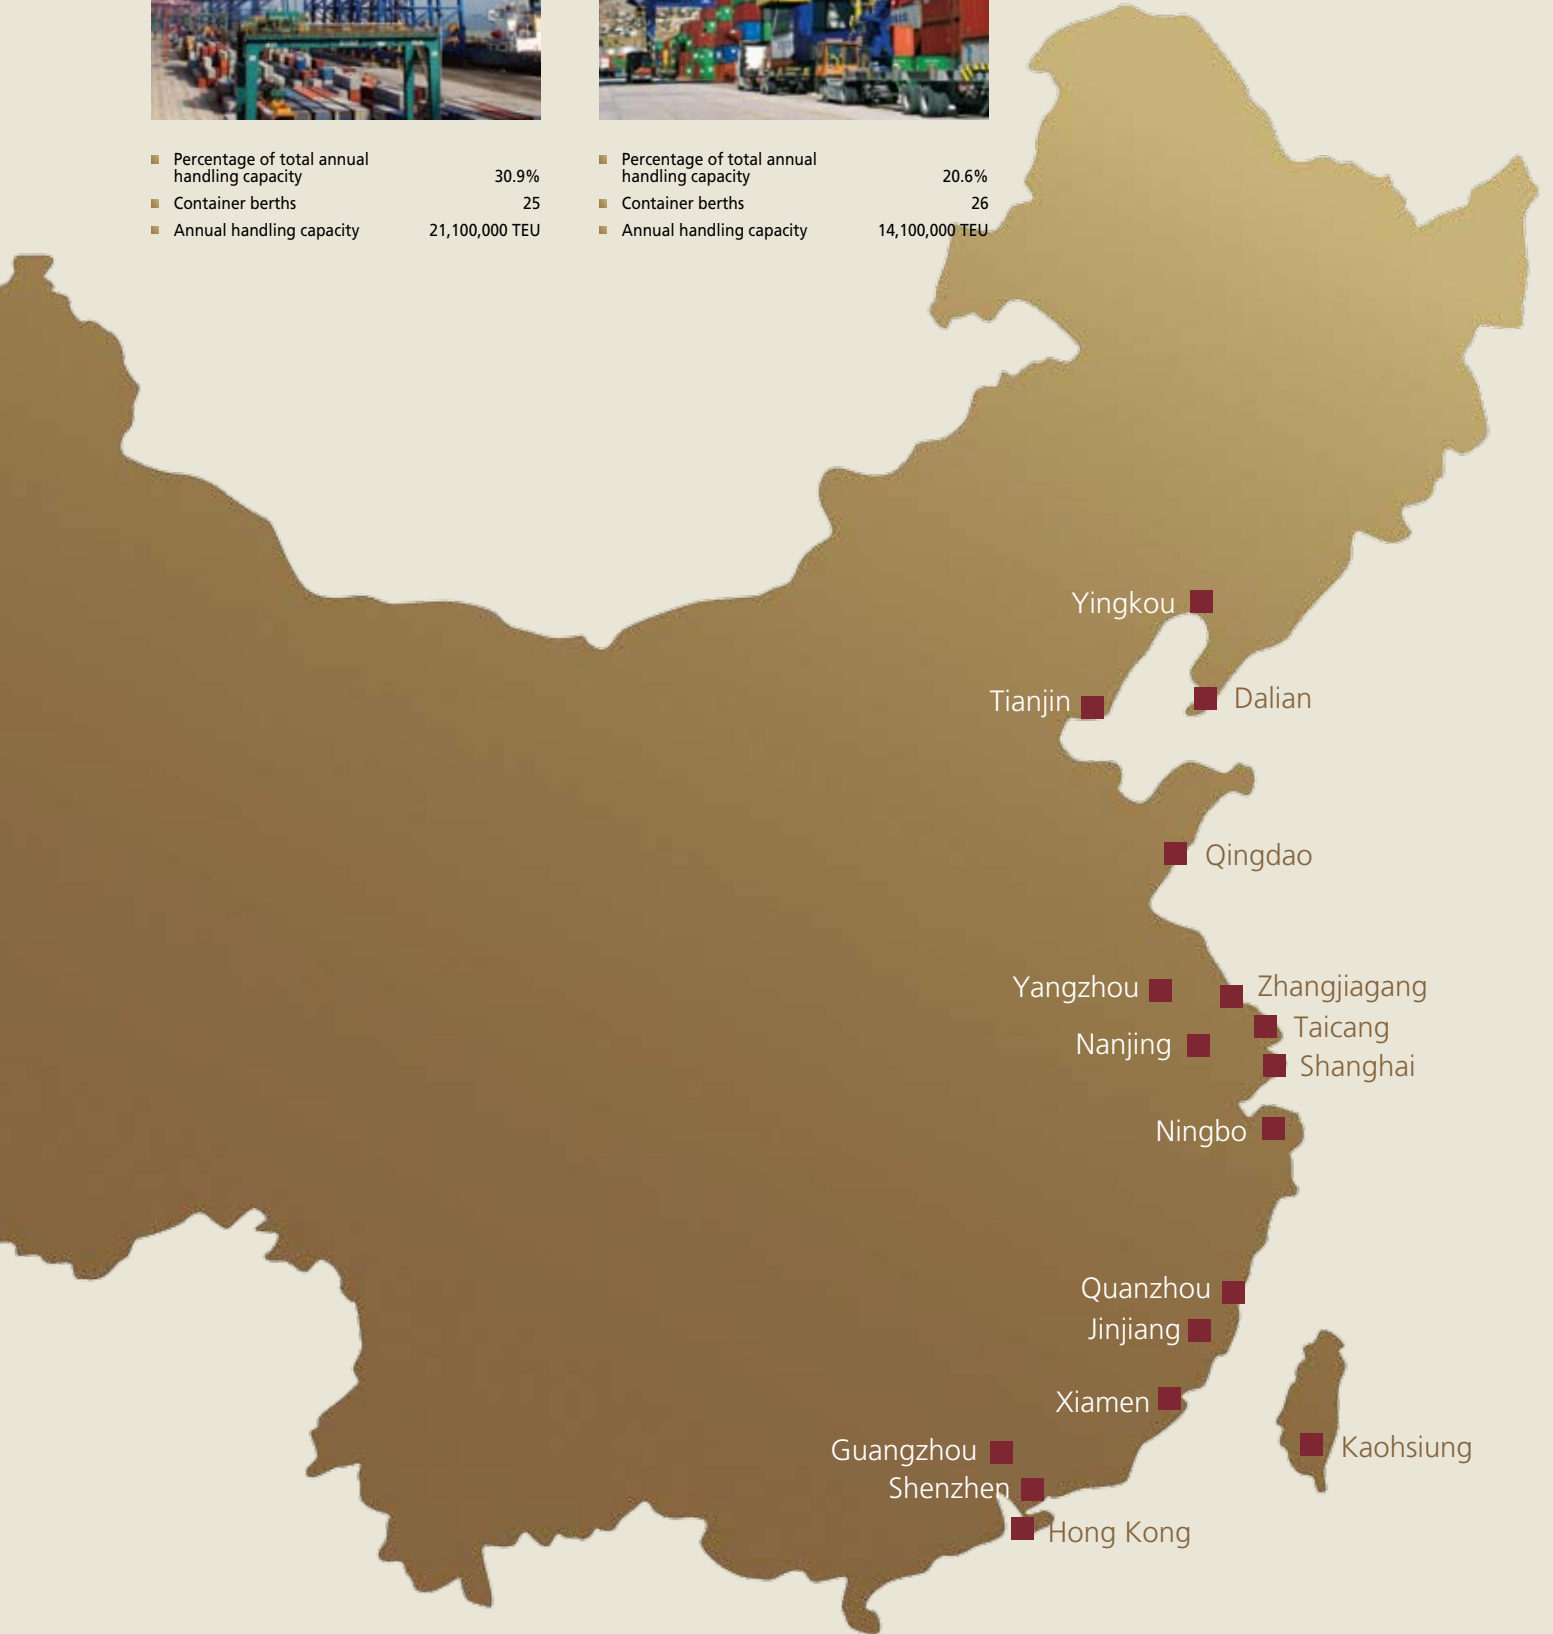 Percentage of total annual
handling capacity 30.9%
Container berths 25
Annual handling capacity 21,100,000 TEU
Percentage of total annual
handling capacity 20.6%
Container berths 26
Annual handling capacity 14,100,000 TEU
Yingkou
Tianjin
Dalian
Qingdao
Yangzhou
Zhangjiagang
Taicang
Nanjing
Shanghai
Ningbo
Quanzhou
Jinjiang
Xiamen
Guangzhou
Kaohsiung
Shenzhen
Hong Kong